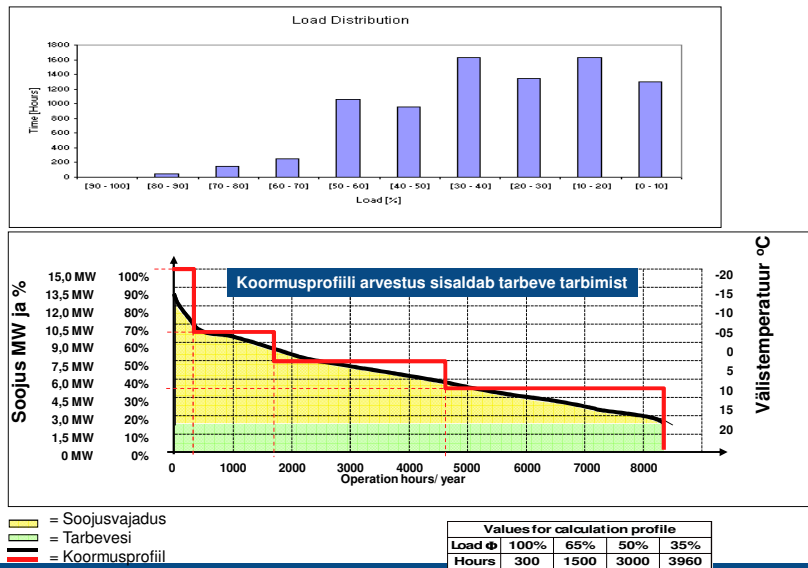 Load Distribution
Time [Hours]
1800
1600
1400
1200
1000
800
600
400
200
0
[90 - 100] [80 - 90] [70 - 80] [60 - 70] [50 - 60] [40 - 50] [30 - 40] [20 - 30] [10 - 20] [0 - 10]
Load [%]
Koormusprofiili arvestus sisaldab tarbeve tarbimist
Soojus MW ja %
15,0 MW 100%
13,5 MW 90%
12,0 MW 80%
10,5 MW 70%
9,0 MW 60%
7,5 MW 50%
6,0 MW 40%
4,5 MW 30%
3,0 MW 20%
1,5 MW 10%
0 MW 0%
Välistemperatuur ºC
-20
-15
-10
-05
0
5
10
15
20
0 1000 2000 3000 4000 5000 6000 7000 8000
Operation hours/ year
= Soojusvajadus
= Tarbevesi
= Koormusprofiil
Values for calculation profile
Load Φ 100% 65% 50% 35%
Hours 300 1500 3000 3960